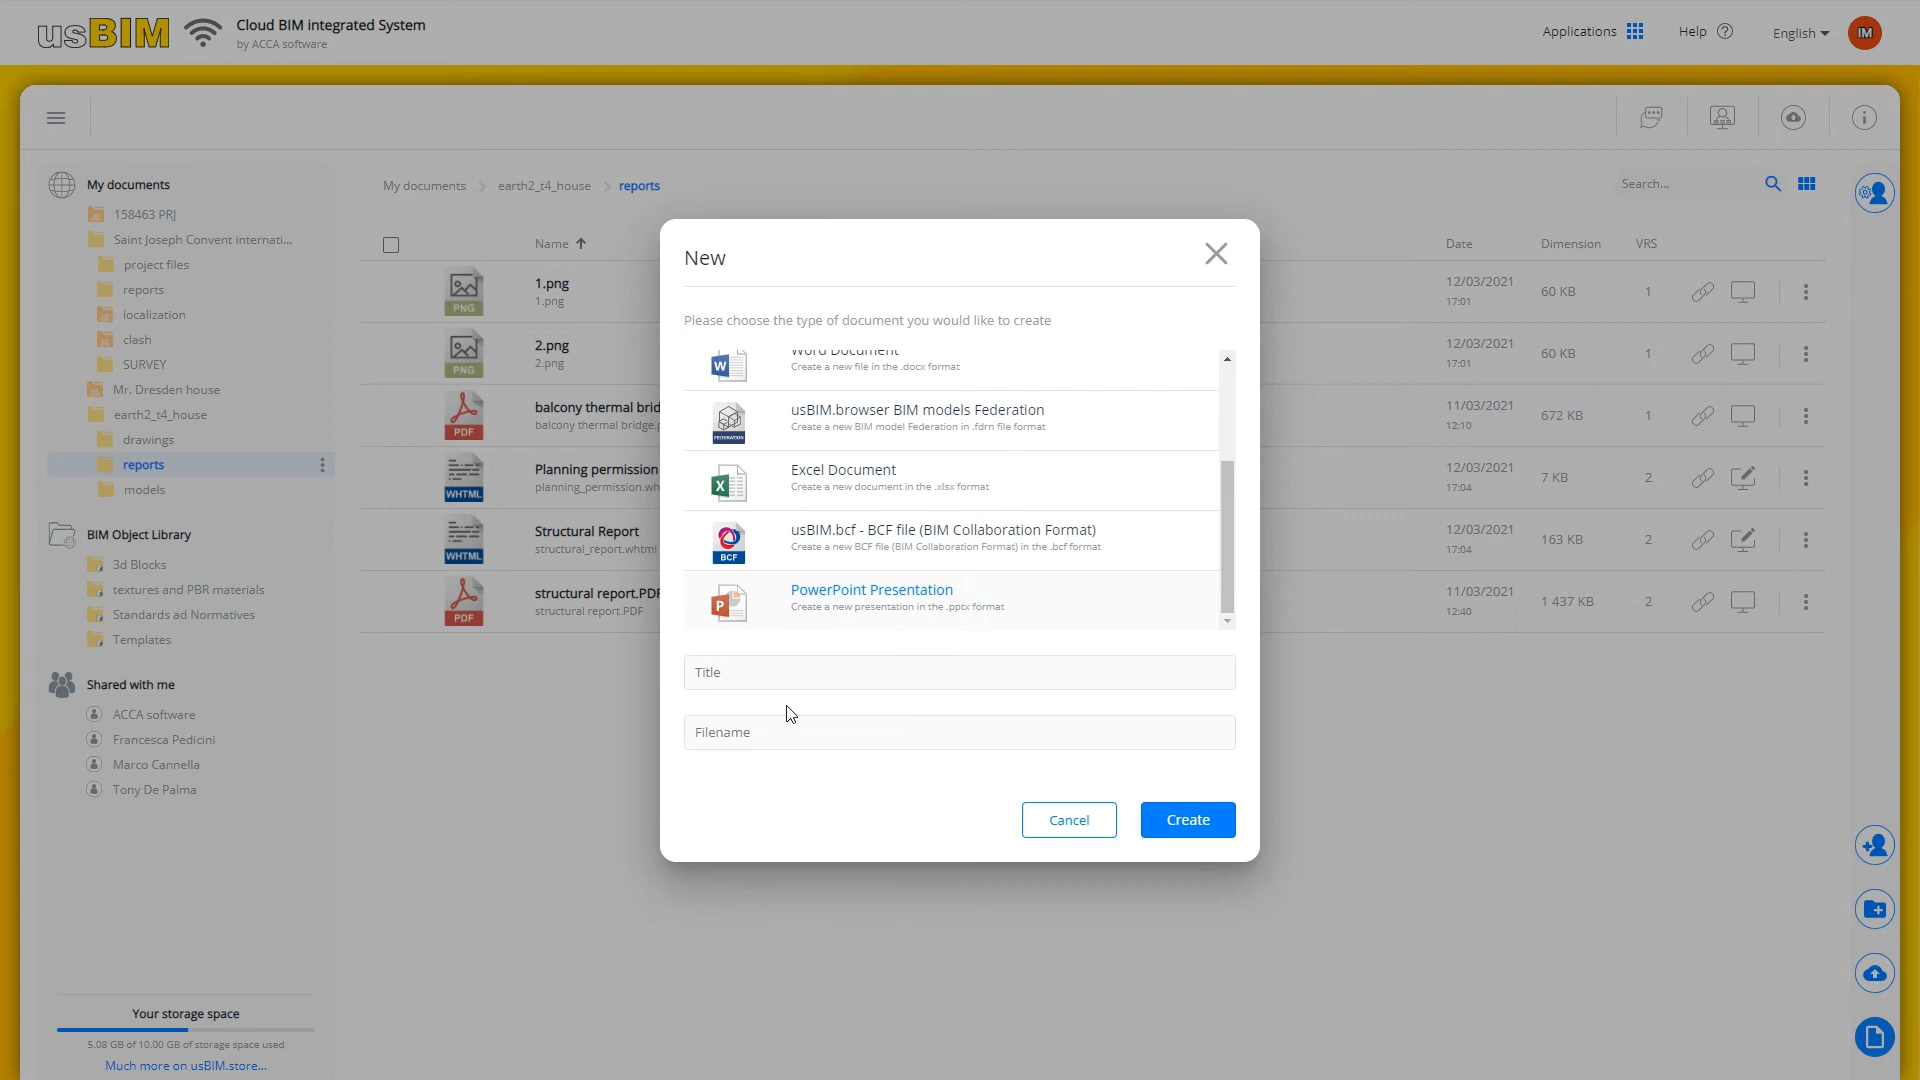 usBIM
Cloud BIM integrated System
by ACCA software
Applications
Help
?
English
IM
My documents
158463 PRJ
Saint Joseph Convent internati...
project files
reports
localization
clash
SURVEY
Mr. Dresden house
earth2_t4_house
drawings
reports
models
BIM Object Library
3d Blocks
textures and PBR materials
Standards ad Normatives
Templates
Shared with me
ACCA software
Francesca Pedicini
Marco Cannella
Tony De Palma
Your storage space
5.08 GB of 10.00 GB of storage space used
Much more on usBIM.store...
My documents
earth2_t4_house
reports
Search...
Name
Date
Dimension
VRS
PNG
1.png
1.png
12/03/2021
17:01
60 KB
1
PNG
2.png
2.png
12/03/2021
17:01
60 KB
1
PDF
balcony thermal brid
balcony thermal bridge.p
11/03/2021
12:10
672 KB
1
WHTML
Planning permission
planning_permission.wh
12/03/2021
17:04
7 KB
2
WHTML
Structural Report
structural_report.whtml
12/03/2021
17:04
163 KB
2
PDF
structural report.PDF
structural report.PDF
11/03/2021
12:40
1 437 KB
2
New
Please choose the type of document you would like to create
W
Word Document
Create a new file in the .docx format
FEDERATION
usBIM.browser BIM models Federation
Create a new BIM model Federation in .fdrn file format
X
Excel Document
Create a new document in the .xlsx format
BCF
usBIM.bcf - BCF file (BIM Collaboration Format)
Create a new BCF file (BIM Collaboration Format) in the .bcf format
P
PowerPoint Presentation
Create a new presentation in the .pptx format
Title
Filename
Cancel
Create